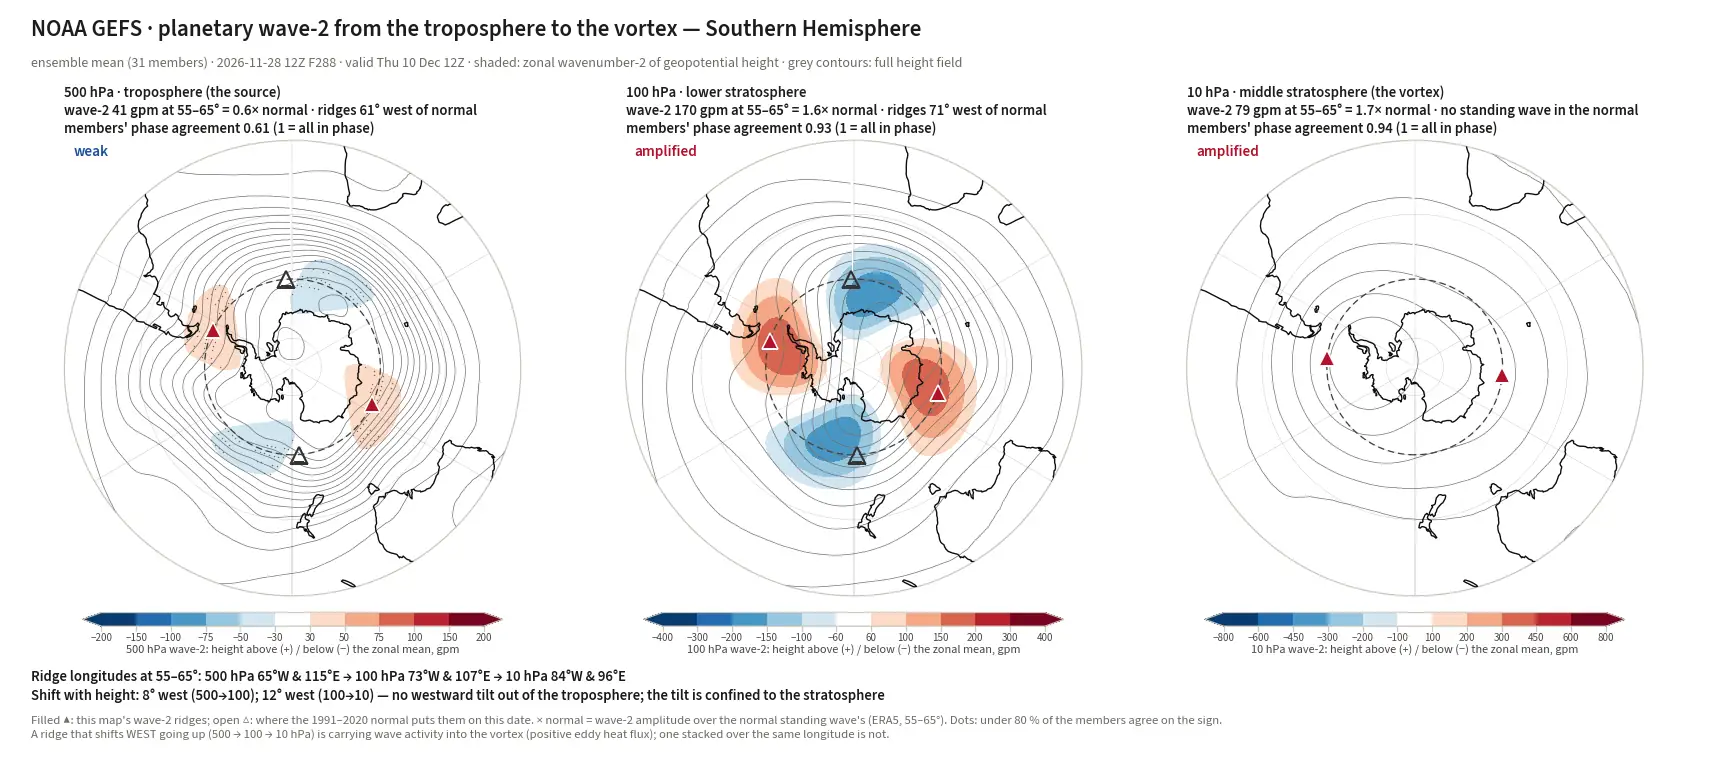 NOAA GEFS · planetary wave-2 from the troposphere to the vortex — Southern Hemisphere
ensemble mean (31 members) · 2026-11-28 12Z F288 · valid Thu 10 Dec 12Z · shaded: zonal wavenumber-2 of geopotential height · grey contours: full height field
500 hPa · troposphere (the source)
wave-2 41 gpm at 55–65° = 0.6× normal · ridges 61° west of normal
members' phase agreement 0.61 (1 = all in phase)
weak
100 hPa · lower stratosphere
wave-2 170 gpm at 55–65° = 1.6× normal · ridges 71° west of normal
members' phase agreement 0.93 (1 = all in phase)
amplified
10 hPa · middle stratosphere (the vortex)
wave-2 79 gpm at 55–65° = 1.7× normal · no standing wave in the normal
members' phase agreement 0.94 (1 = all in phase)
amplified
−200 −150 −100 −75 −50 −30 30 50 75 100 150 200
500 hPa wave-2: height above (+) / below (−) the zonal mean, gpm
−400 −300 −200 −150 −100 −60 60 100 150 200 300 400
100 hPa wave-2: height above (+) / below (−) the zonal mean, gpm
−800 −600 −450 −300 −200 −100 100 200 300 450 600 800
10 hPa wave-2: height above (+) / below (−) the zonal mean, gpm
Ridge longitudes at 55–65°: 500 hPa 65°W & 115°E → 100 hPa 73°W & 107°E → 10 hPa 84°W & 96°E
Shift with height: 8° west (500→100); 12° west (100→10) — no westward tilt out of the troposphere; the tilt is confined to the stratosphere
Filled ▲: this map's wave-2 ridges; open △: where the 1991–2020 normal puts them on this date. × normal = wave-2 amplitude over the normal standing wave's (ERA5, 55–65°). Dots: under 80 % of the members agree on the sign.
A ridge that shifts WEST going up (500 → 100 → 10 hPa) is carrying wave activity into the vortex (positive eddy heat flux); one stacked over the same longitude is not.